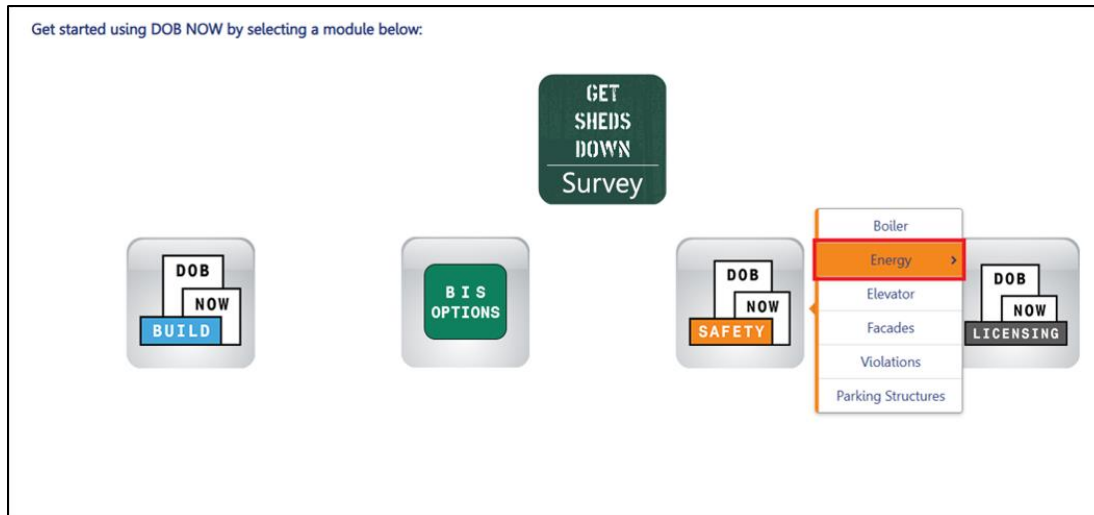 Get started using DOB NOW by selecting a module below:
GET
SHEDS
DOWN
Survey
DOB
NOW
BUILD
BIS
OPTIONS
DOB
NOW
SAFETY
Boiler
Energy >
Elevator
Facades
Violations
Parking Structures
DOB
NOW
LICENSING